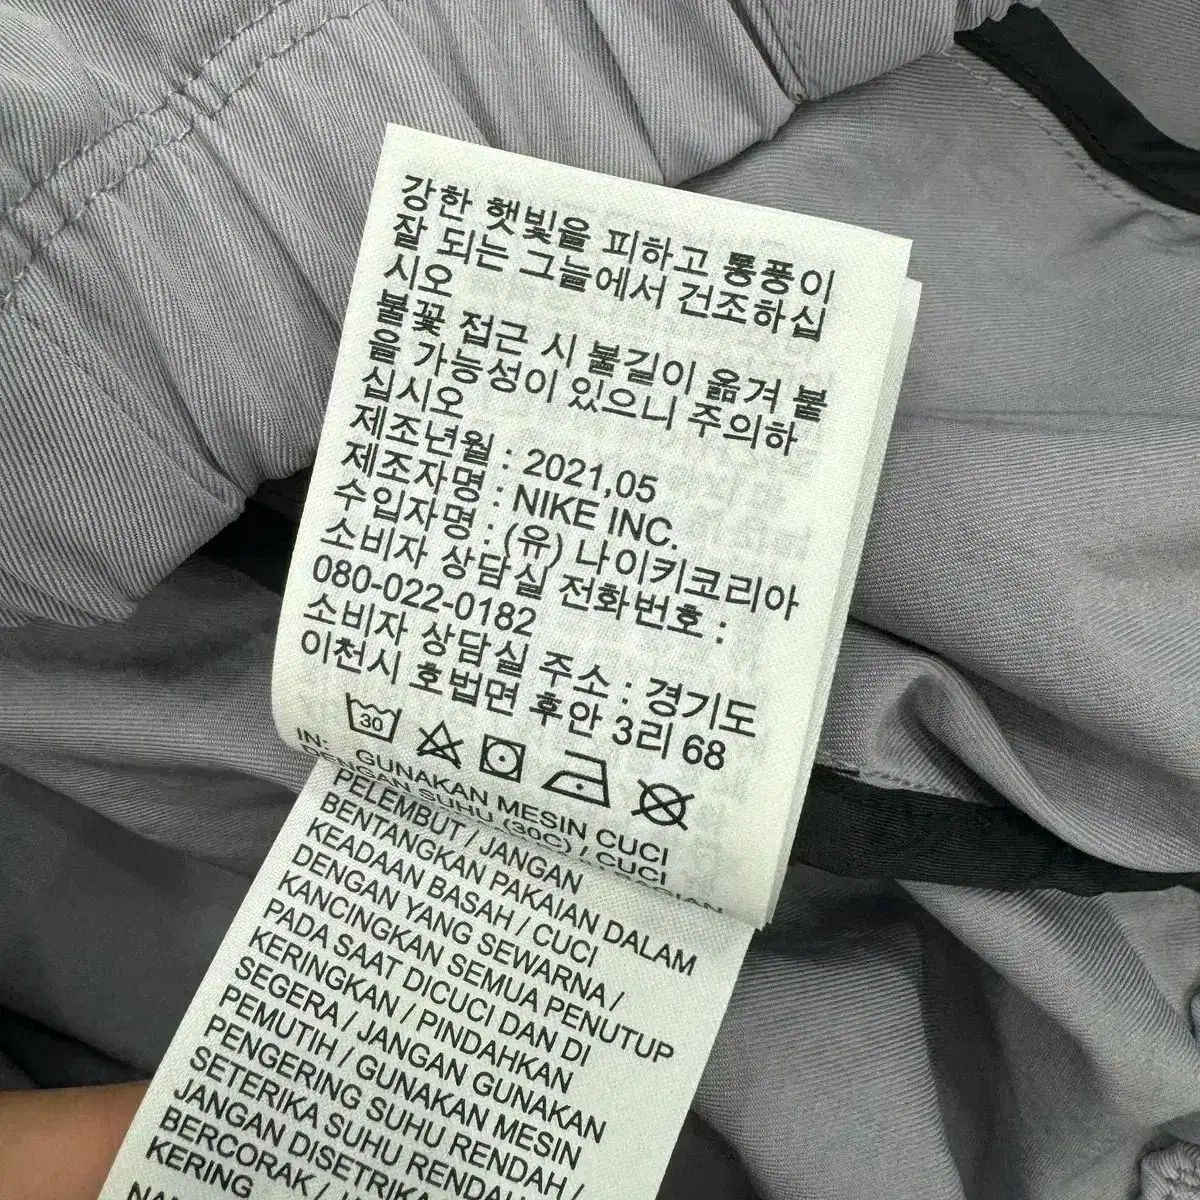 강한 햇빛을 피하고 통풍이
잘 되는 그늘에서 건조하십
시오
불꽃 접근 시 불길이 옮겨 붙
을 가능성이 있으니 주의하
십시오
제조년월 : 2021,05
제조자명 : NIKE INC.
수입자명 : (유) 나이키코리아
소비자 상담실 전화번호 :
080-022-0182
소비자 상담실 주소 : 경기도
이천시 호법면 후안 3리 68
30
IN: GUNAKAN MESIN CUCI
DENGAN SUHU (30C) / CUCI
PELEMBUT / JANGAN
BENTANGKAN PAKAIAN DALAM
KEADAAN BASAH / CUCI
DENGAN YANG SEWARNA /
KANCINGKAN SEMUA PENUTUP
PADA SAAT DICUCI DAN DI
KERINGKAN / PINDAHKAN
SEGERA / JANGAN GUNAKAN
PEMUTIH / GUNAKAN MESIN
PENGERING SUHU RENDAH /
SETERIKA SUHU RENDAH /
JANGAN DISETRIKA
BERCORAK /
KERING